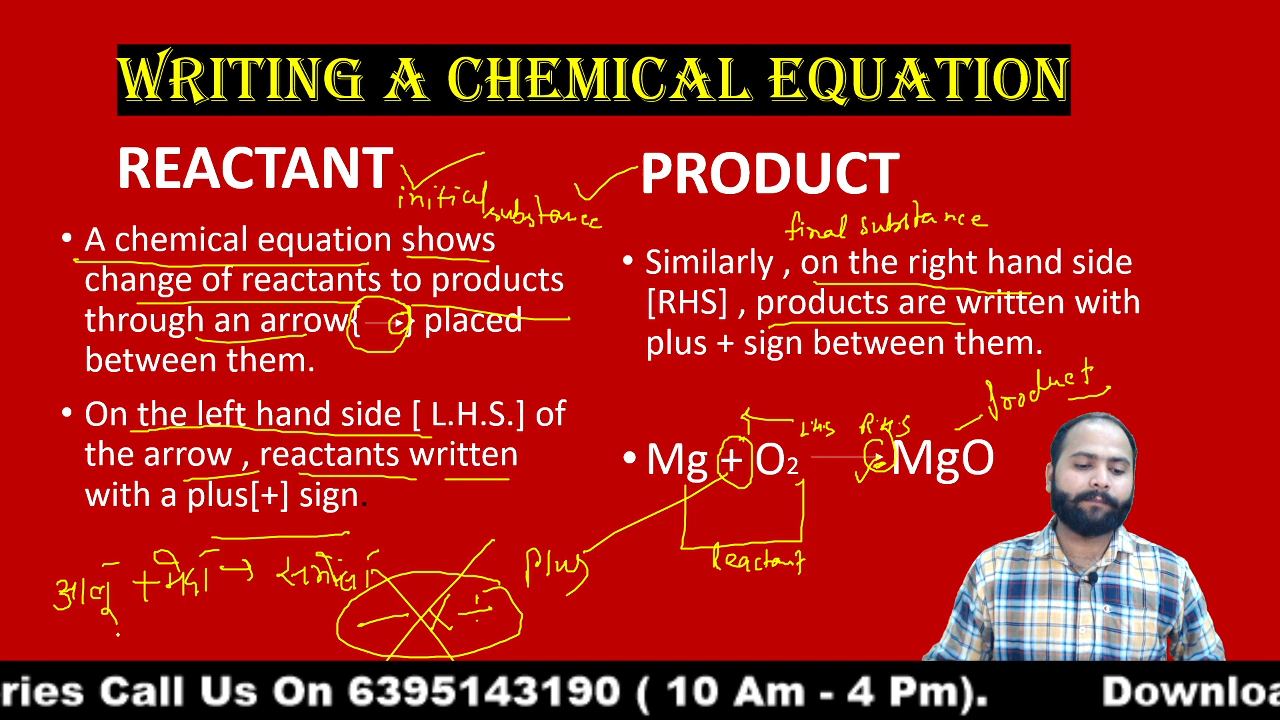 WRITING A CHEMICAL EQUATION
REACTANT
initial substance
• A chemical equation shows
change of reactants to products
through an arrow{ → } placed
between them.
• On the left hand side [ L.H.S.] of
the arrow , reactants written
with a plus[+] sign.
आलू + मैदा → समोसा
− × ÷
PRODUCT
final substance
• Similarly , on the right hand side
[RHS] , products are written with
plus + sign between them.
Product
L.H.S R.H.S
• Mg + O₂ → MgO
Reactant
Plus
ries Call Us On 6395143190 ( 10 Am - 4 Pm). Downloa